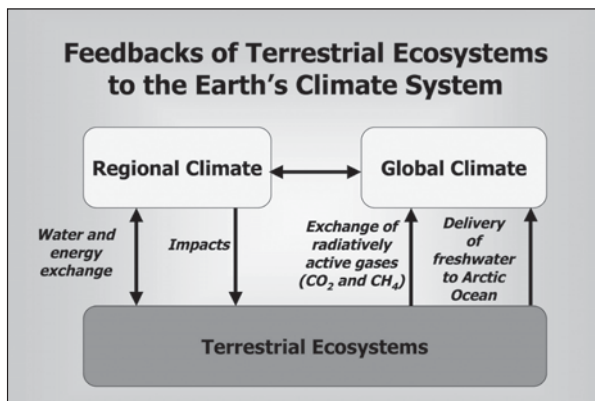 Feedbacks of Terrestrial Ecosystems
to the Earth's Climate System
Regional Climate
Global Climate
Water and
energy
exchange
Impacts
Exchange of
radiatively
active gases
(CO₂ and CH₄)
Delivery
of
freshwater
to Arctic
Ocean
Terrestrial Ecosystems